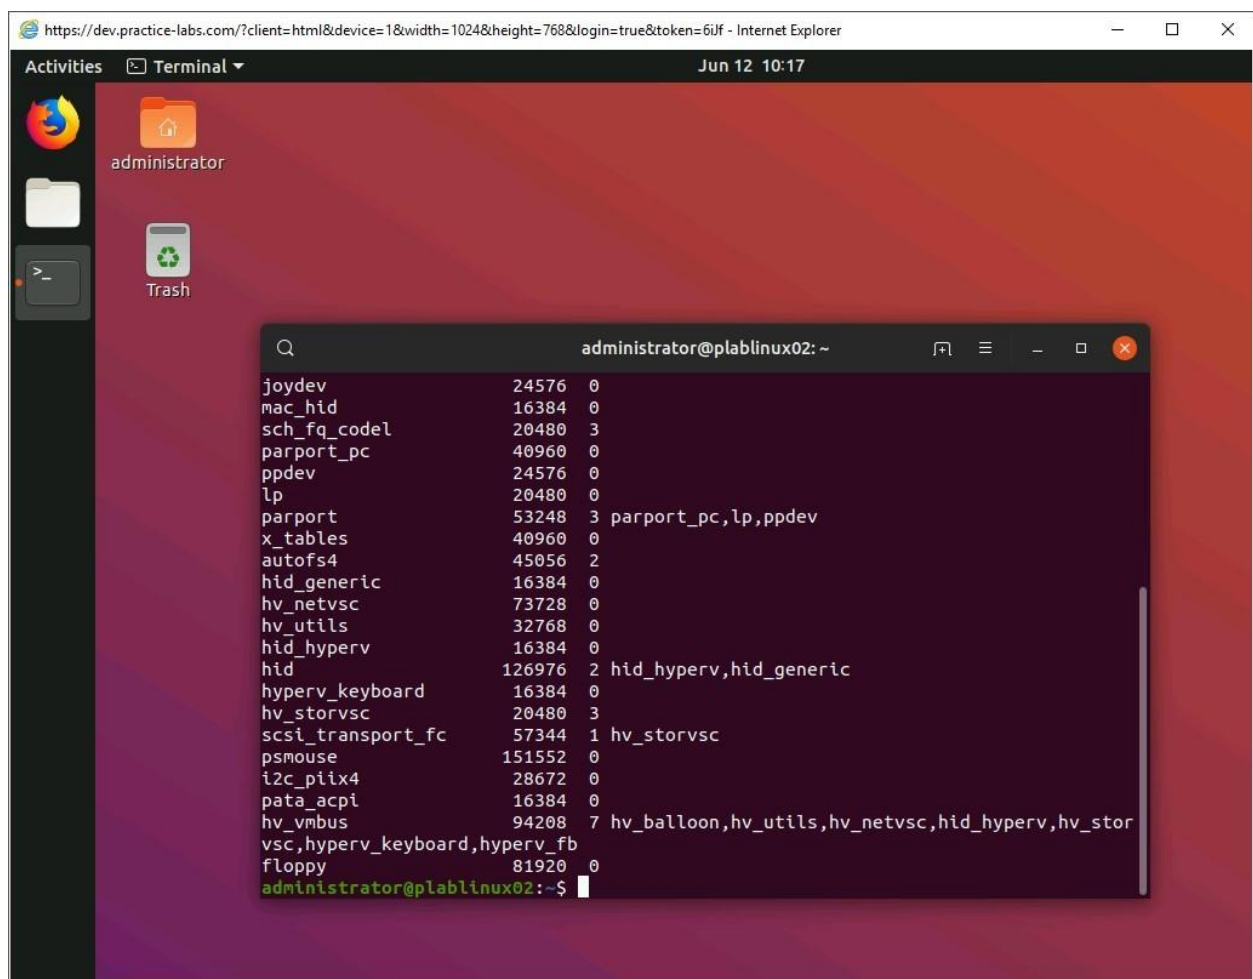 https://dev.practice-labs.com/?client=html&device=1&width=1024&height=768&login=true&token=6iJf - Internet Explorer
Activities Terminal Jun 12 10:17
administrator
Trash
administrator@plablinux02: ~
joydev 24576 0
mac_hid 16384 0
sch_fq_codel 20480 3
parport_pc 40960 0
ppdev 24576 0
lp 20480 0
parport 53248 3 parport_pc,lp,ppdev
x_tables 40960 0
autofs4 45056 2
hid_generic 16384 0
hv_netvsc 73728 0
hv_utils 32768 0
hid_hyperv 16384 0
hid 126976 2 hid_hyperv,hid_generic
hyperv_keyboard 16384 0
hv_storvsc 20480 3
scsi_transport_fc 57344 1 hv_storvsc
psmouse 151552 0
i2c_piix4 28672 0
pata_acpi 16384 0
hv_vmbus 94208 7 hv_balloon,hv_utils,hv_netvsc,hid_hyperv,hv_stor
vsc,hyperv_keyboard,hyperv_fb
floppy 81920 0
administrator@plablinux02:~$